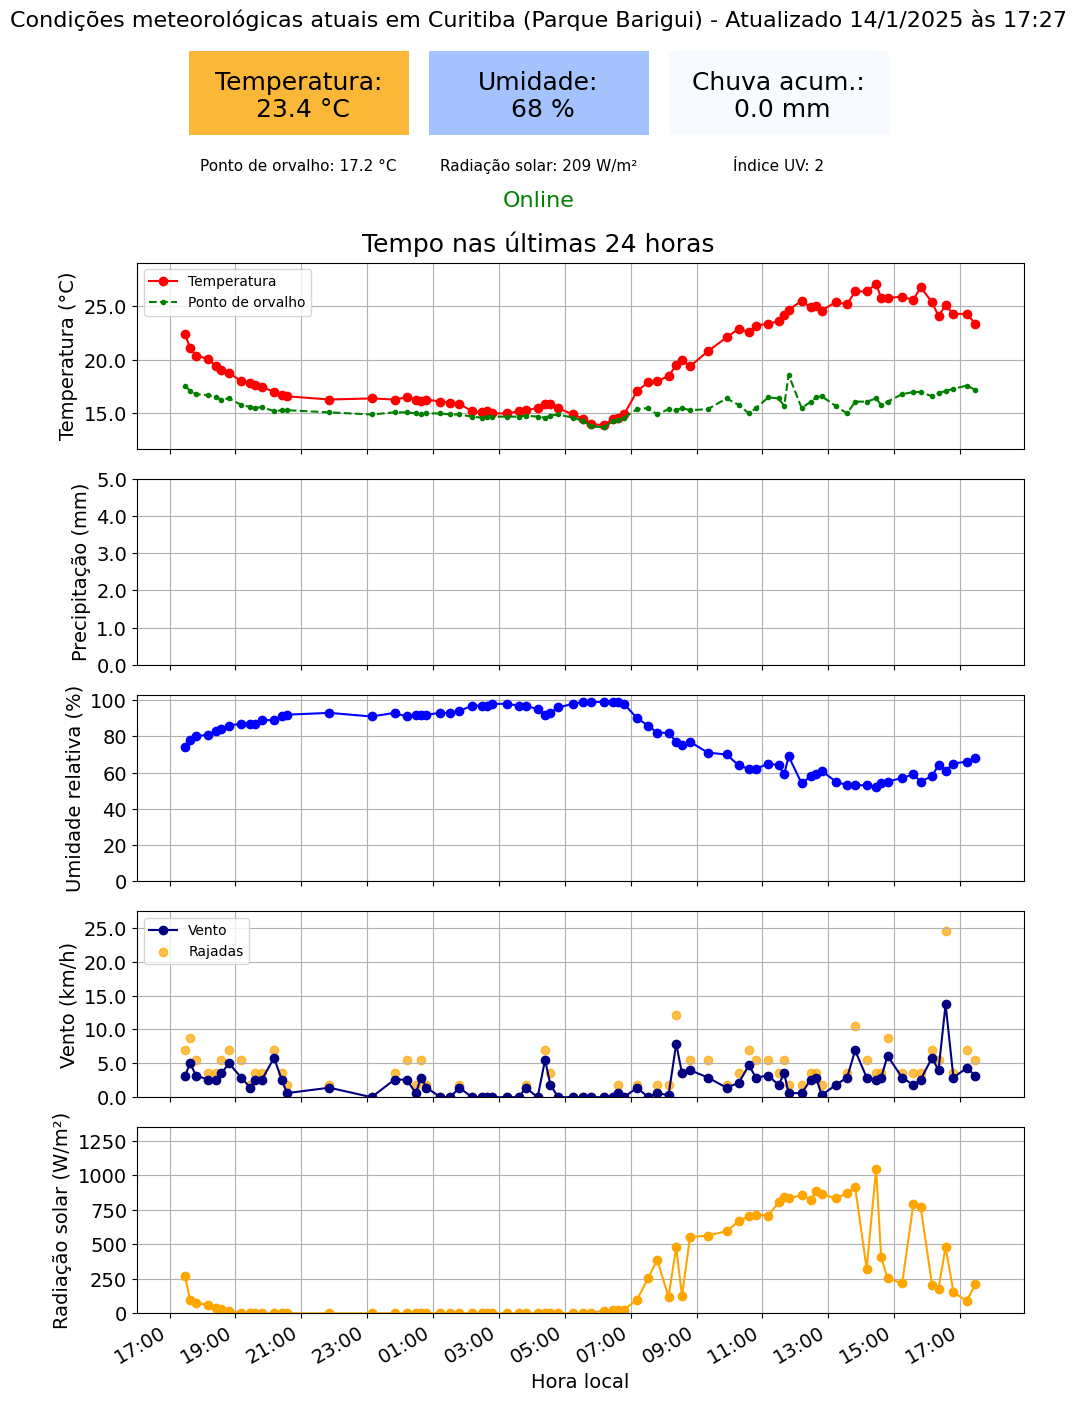 Condições meteorológicas atuais em Curitiba (Parque Barigui) - Atualizado 14/1/2025 às 17:27
Temperatura:
23.4 °C
Umidade:
68 %
Chuva acum.:
0.0 mm
Ponto de orvalho: 17.2 °C
Radiação solar: 209 W/m²
Índice UV: 2
Online
Tempo nas últimas 24 horas
Temperatura (°C)
25.0
20.0
15.0
Temperatura
Ponto de orvalho
Precipitação (mm)
5.0
4.0
3.0
2.0
1.0
0.0
Umidade relativa (%)
100
80
60
40
20
0
Vento (km/h)
25.0
20.0
15.0
10.0
5.0
0.0
Vento
Rajadas
Radiação solar (W/m²)
1250
1000
750
500
250
0
17:00 19:00 21:00 23:00 01:00 03:00 05:00 07:00 09:00 11:00 13:00 15:00 17:00
Hora local